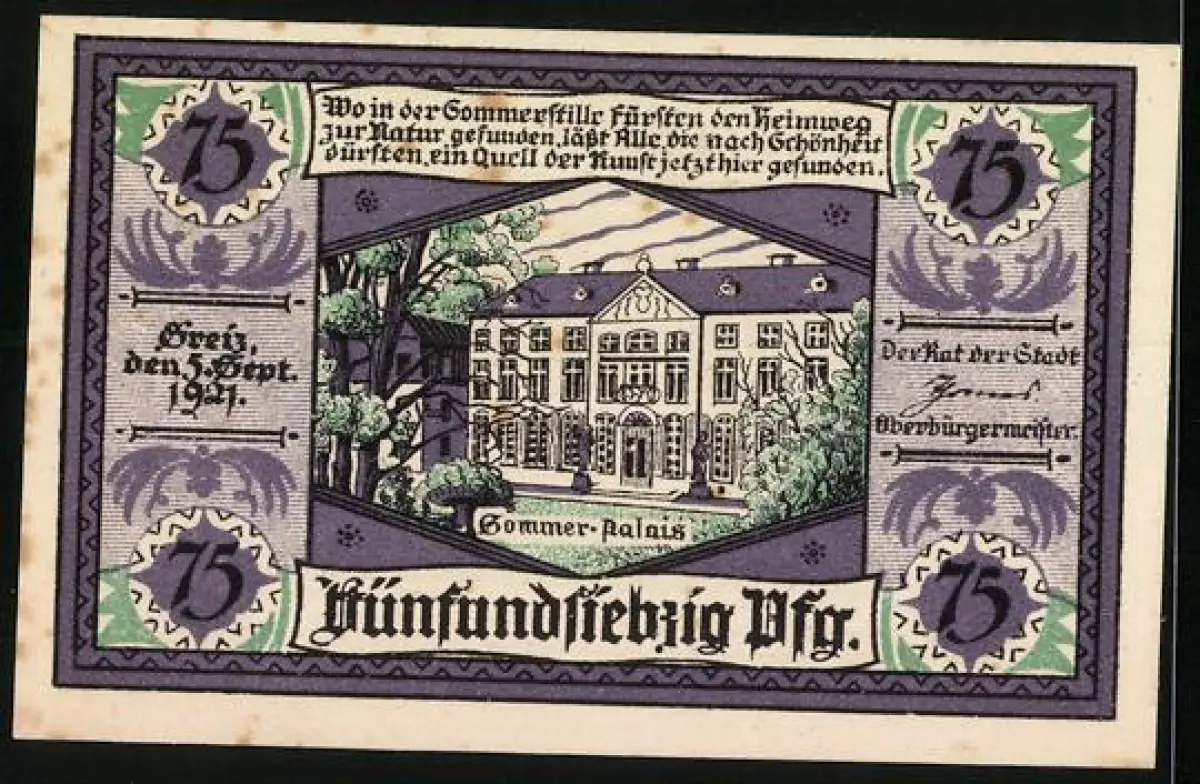 75
75
Wo in der Sommerstille Fürsten den Heimweg
zur Natur gefunden, läßt Alle, die nach Schönheit
dürsten, ein Quell der Kunst jetzt hier gesunden.
Greiz,
den 5. Sept.
1921.
Der Rat der Stadt
Oberbürgermeister.
Sommer-Palais
75
75
Fünfundsiebzig Pfg.